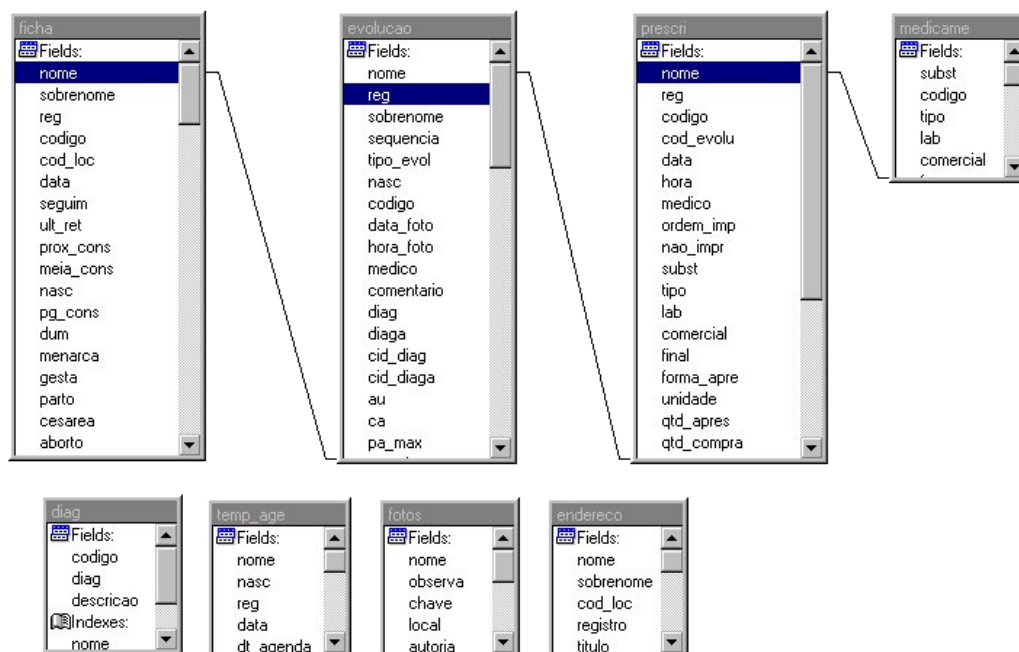 ficha
Fields:
nome
sobrenome
reg
codigo
cod_loc
data
seguim
ult_ret
prox_cons
meia_cons
nasc
pg_cons
dum
menarca
gesta
parto
cesarea
aborto
evolucao
Fields:
nome
reg
sobrenome
sequencia
tipo_evol
nasc
codigo
data_foto
hora_foto
medico
comentario
diag
diaga
cid_diag
cid_diaga
au
ca
pa_max
prescri
Fields:
nome
reg
codigo
cod_evolu
data
hora
medico
ordem_imp
nao_impr
subst
tipo
lab
comercial
final
forma_apre
unidade
qtd_apres
qtd_compra
medicame
Fields:
subst
codigo
tipo
lab
comercial
diag
Fields:
codigo
diag
descricao
Indexes:
nome
temp_age
Fields:
nome
nasc
reg
data
dt_agenda
fotos
Fields:
nome
observa
chave
local
autoria
endereco
Fields:
nome
sobrenome
cod_loc
registro
titulo